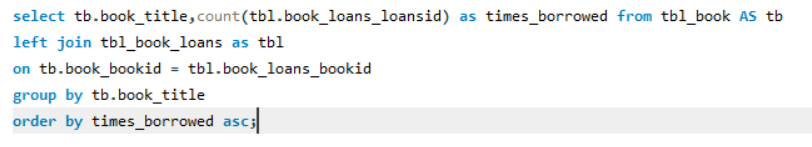 select tb.book_title,count(tbl.book_loans_loansid) as times_borrowed from tbl_book AS tb
left join tbl_book_loans as tbl
on tb.book_bookid = tbl.book_loans_bookid
group by tb.book_title
order by times_borrowed asc;